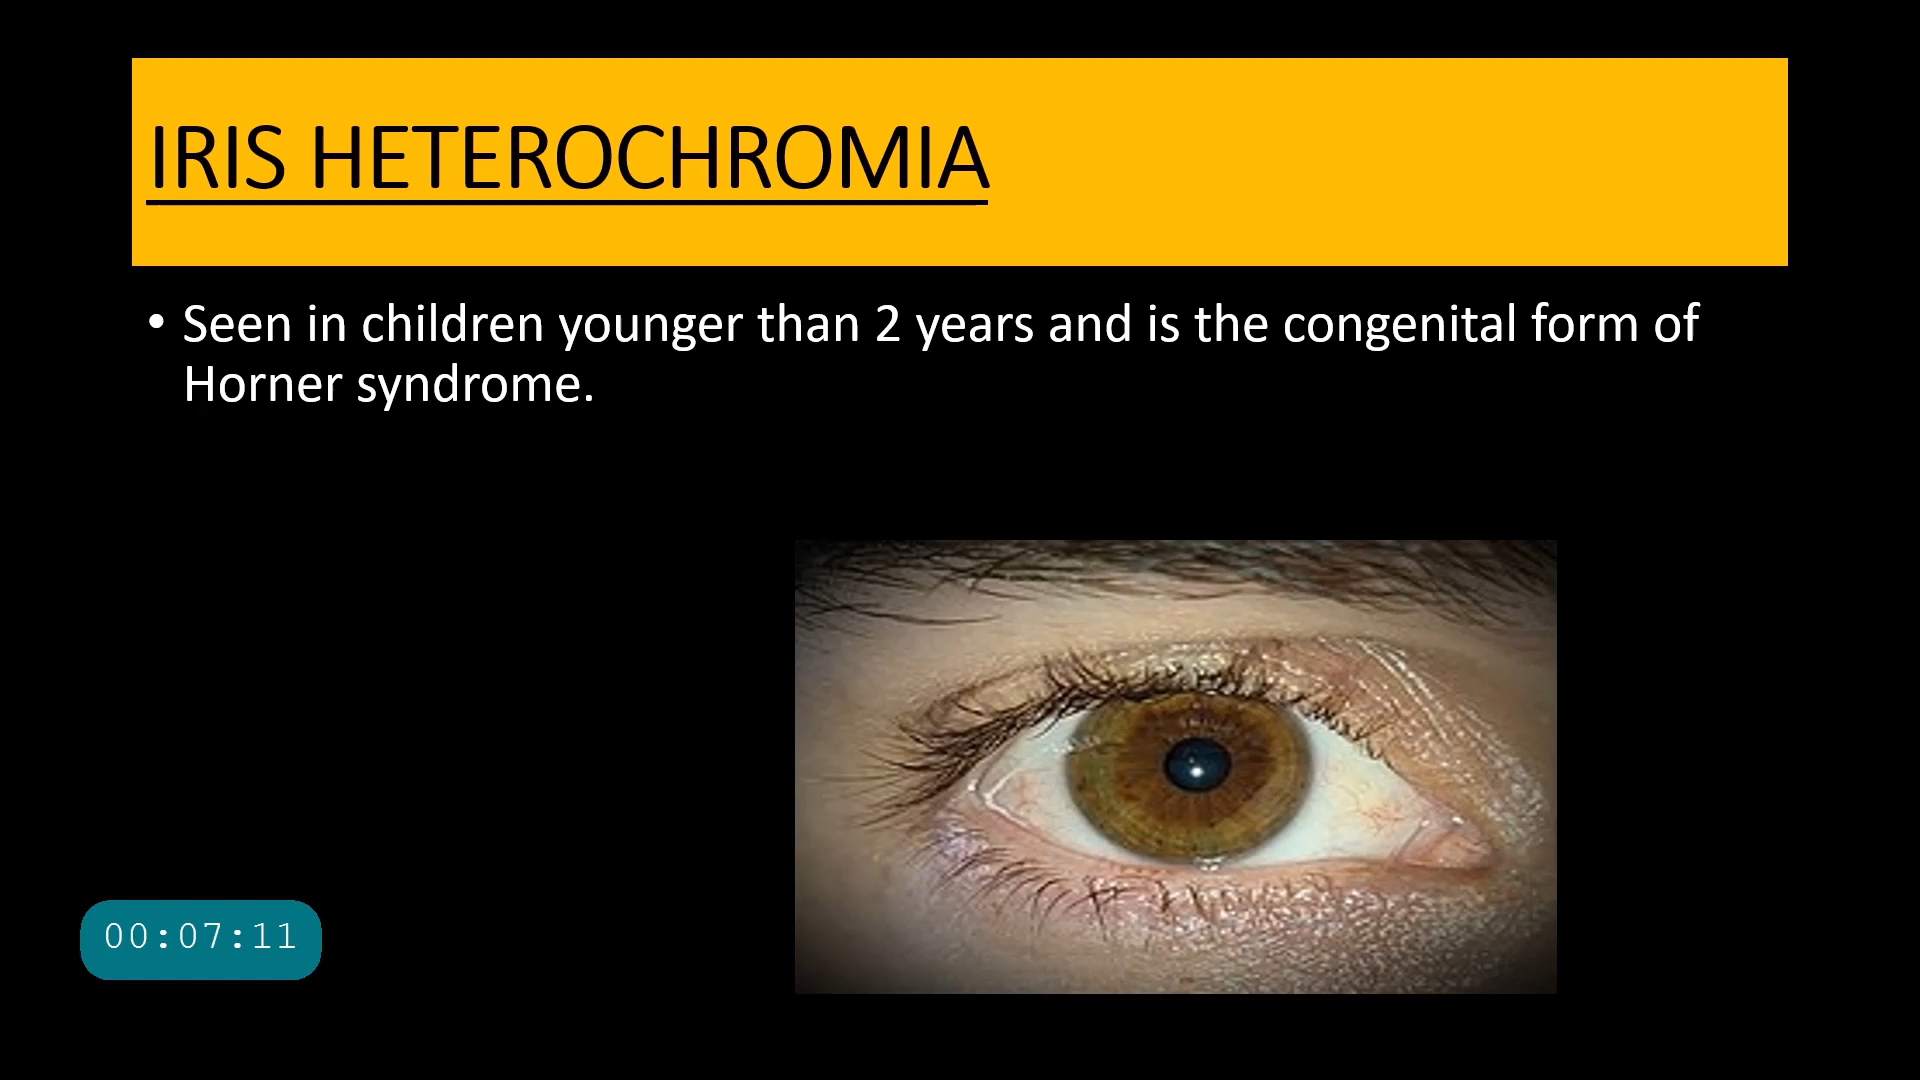 IRIS HETEROCHROMIA
• Seen in children younger than 2 years and is the congenital form of
Horner syndrome.
00:07:11